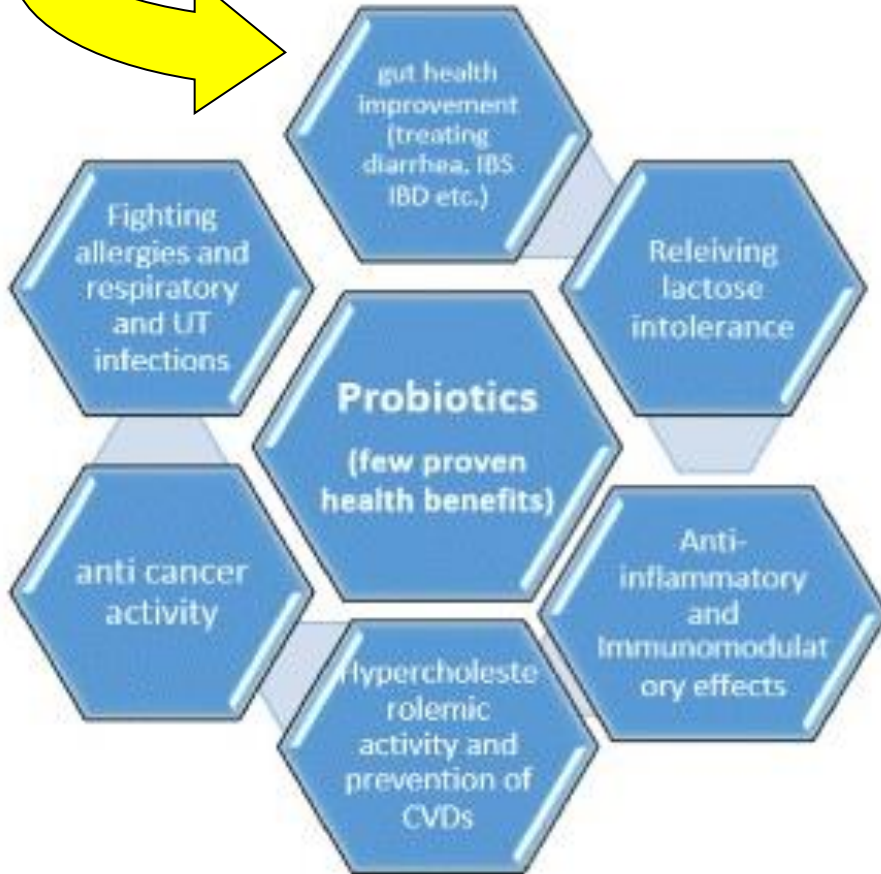 gut health
improvement
(treating
diarrhea, IBS
IBD etc.)
Releiving
lactose
intolerance
Anti-
inflammatory
and
Immunomodulat
ory effects
Hypercholeste
rolemic
activity and
prevention of
CVDs
anti cancer
activity
Fighting
allergies and
respiratory
and UT
infections
Probiotics
(few proven
health benefits)